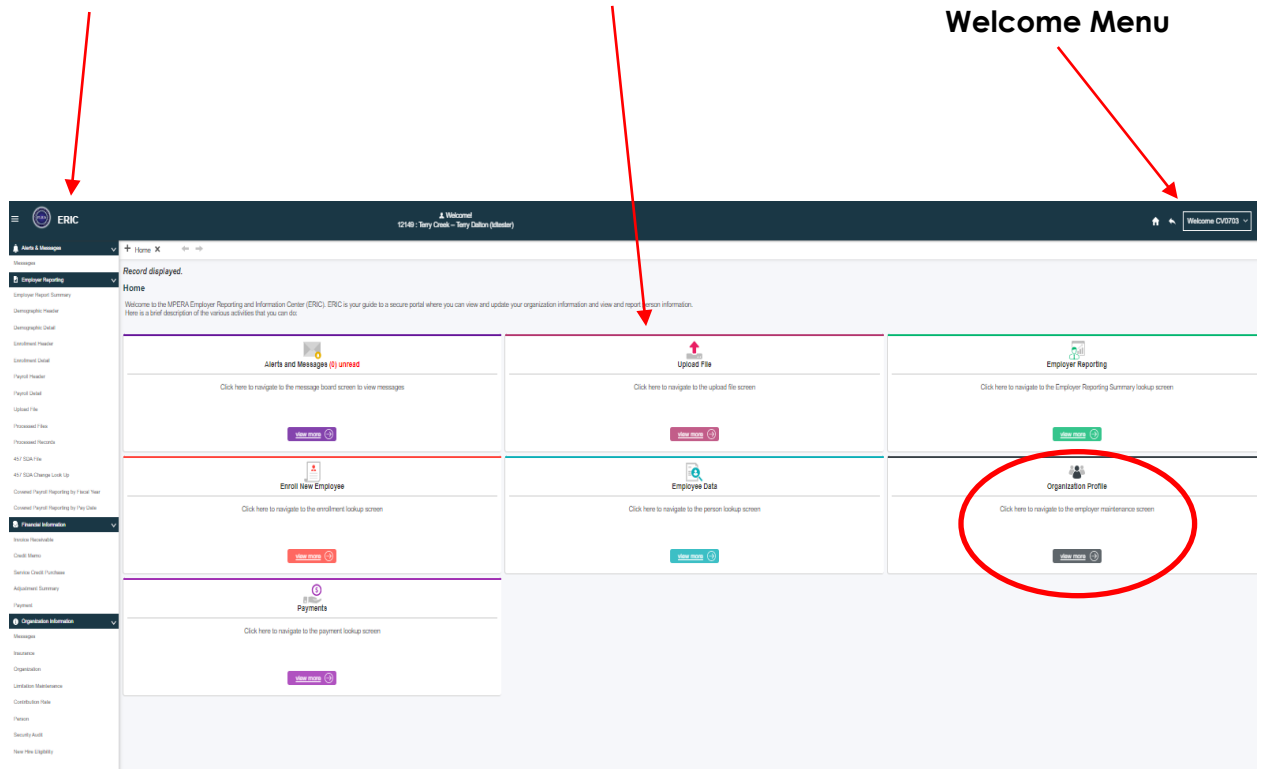 Welcome Menu
ERIC
Welcome!
12149 : Terry Creek – Terry Dalton (ldtester)
Welcome CV0703
Alerts & Messages
Messages
Employer Reporting
Employer Report Summary
Demographic Header
Demographic Detail
Enrollment Header
Enrollment Detail
Payroll Header
Payroll Detail
Upload File
Processed Files
Processed Records
457 SDA File
457 SDA Change Look Up
Covered Payroll Reporting by Fiscal Year
Covered Payroll Reporting by Pay Date
Financial Information
Invoice Receivable
Credit Memo
Service Credit Purchase
Adjustment Summary
Payment
Organization Information
Messages
Insurance
Organization
Limitation Maintenance
Contribution Rate
Person
Security Audit
New Hire Eligibility
+ Home X
Record displayed.
Home
Welcome to the MPERA Employer Reporting and Information Center (ERIC). ERIC is your guide to a secure portal where you can view and update your organization information and view and report person information.
Here is a brief description of the various activities that you can do:
Alerts and Messages (0) unread
Click here to navigate to the message board screen to view messages
view more
Upload File
Click here to navigate to the upload file screen
view more
Employer Reporting
Click here to navigate to the Employer Reporting Summary lookup screen
view more
Enroll New Employee
Click here to navigate to the enrollment lookup screen
view more
Employee Data
Click here to navigate to the person lookup screen
view more
Organization Profile
Click here to navigate to the employer maintenance screen
view more
Payments
Click here to navigate to the payment lookup screen
view more